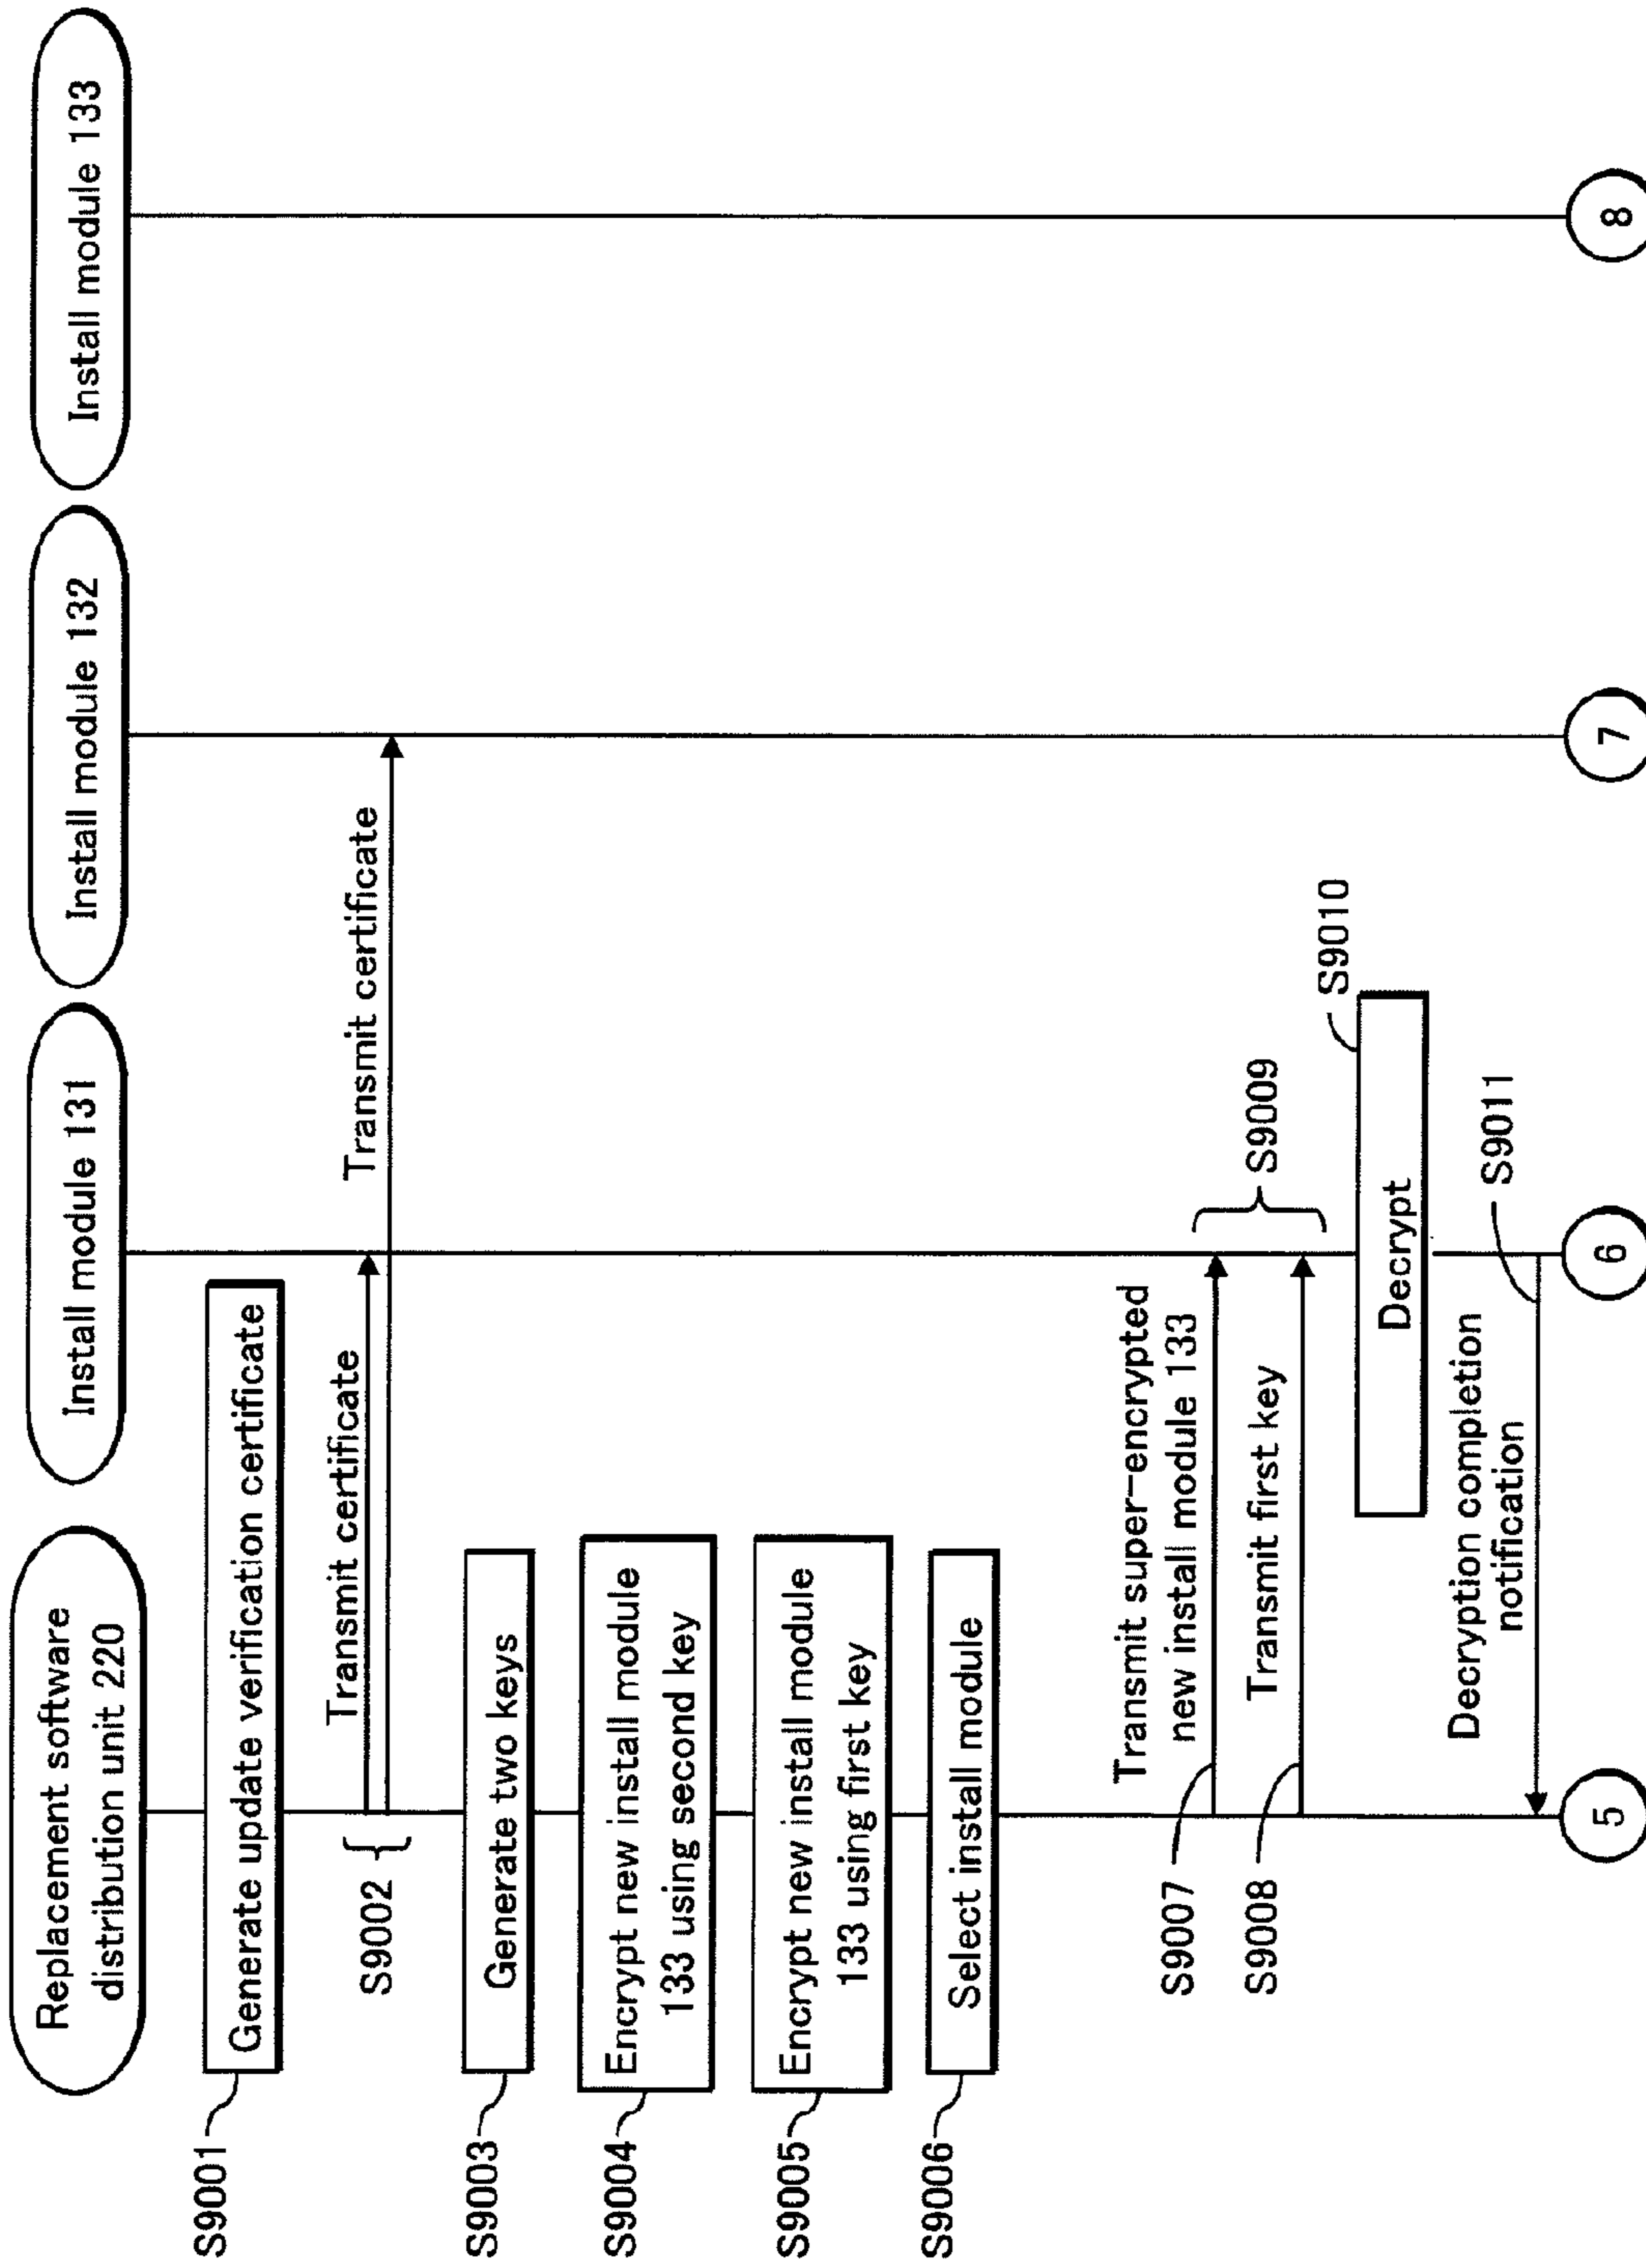 Replacement software
distribution unit 220
Install module 131
Install module 132
Install module 133
S9001
Generate update verification certificate
S9002
Transmit certificate
Transmit certificate
S9003
Generate two keys
S9004
Encrypt new install module
133 using second key
S9005
Encrypt new install module
133 using first key
S9006
Select install module
S9007
Transmit super-encrypted
new install module 133
S9008
Transmit first key
S9009
S9010
Decrypt
Decryption completion
notification
S9011
5
6
7
8